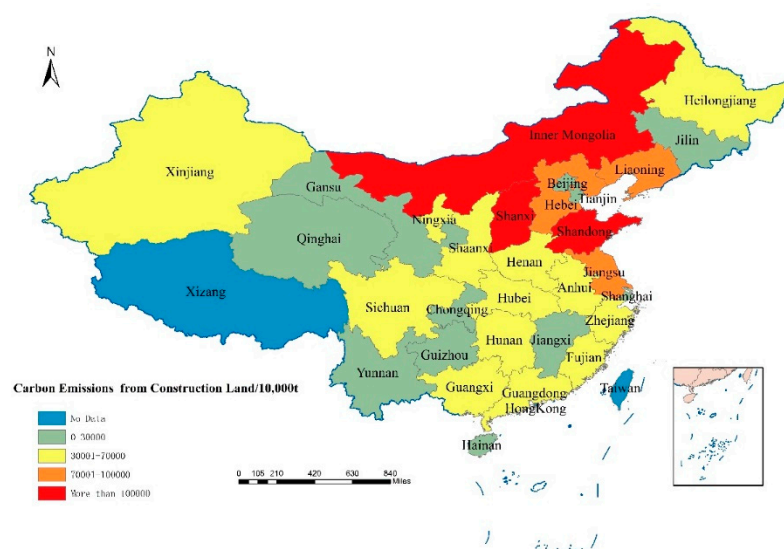 N
Heilongjiang
Jilin
Inner Mongolia
Liaoning
Xinjiang
Beijing
Tianjin
Gansu
Hebei
Ningxia
Shanxi
Shandong
Qinghai
Shaanxi
Henan
Jiangsu
Xizang
Anhui
Shanghai
Sichuan
Hubei
Chongqing
Zhejiang
Hunan
Jiangxi
Guizhou
Fujian
Yunnan
Guangxi
Guangdong
HongKong
Taiwan
Hainan
Carbon Emissions from Construction Land/10,000t
No Data
0-30000
30001-70000
70001-100000
More than 100000
0 105 210 420 630 840
Miles